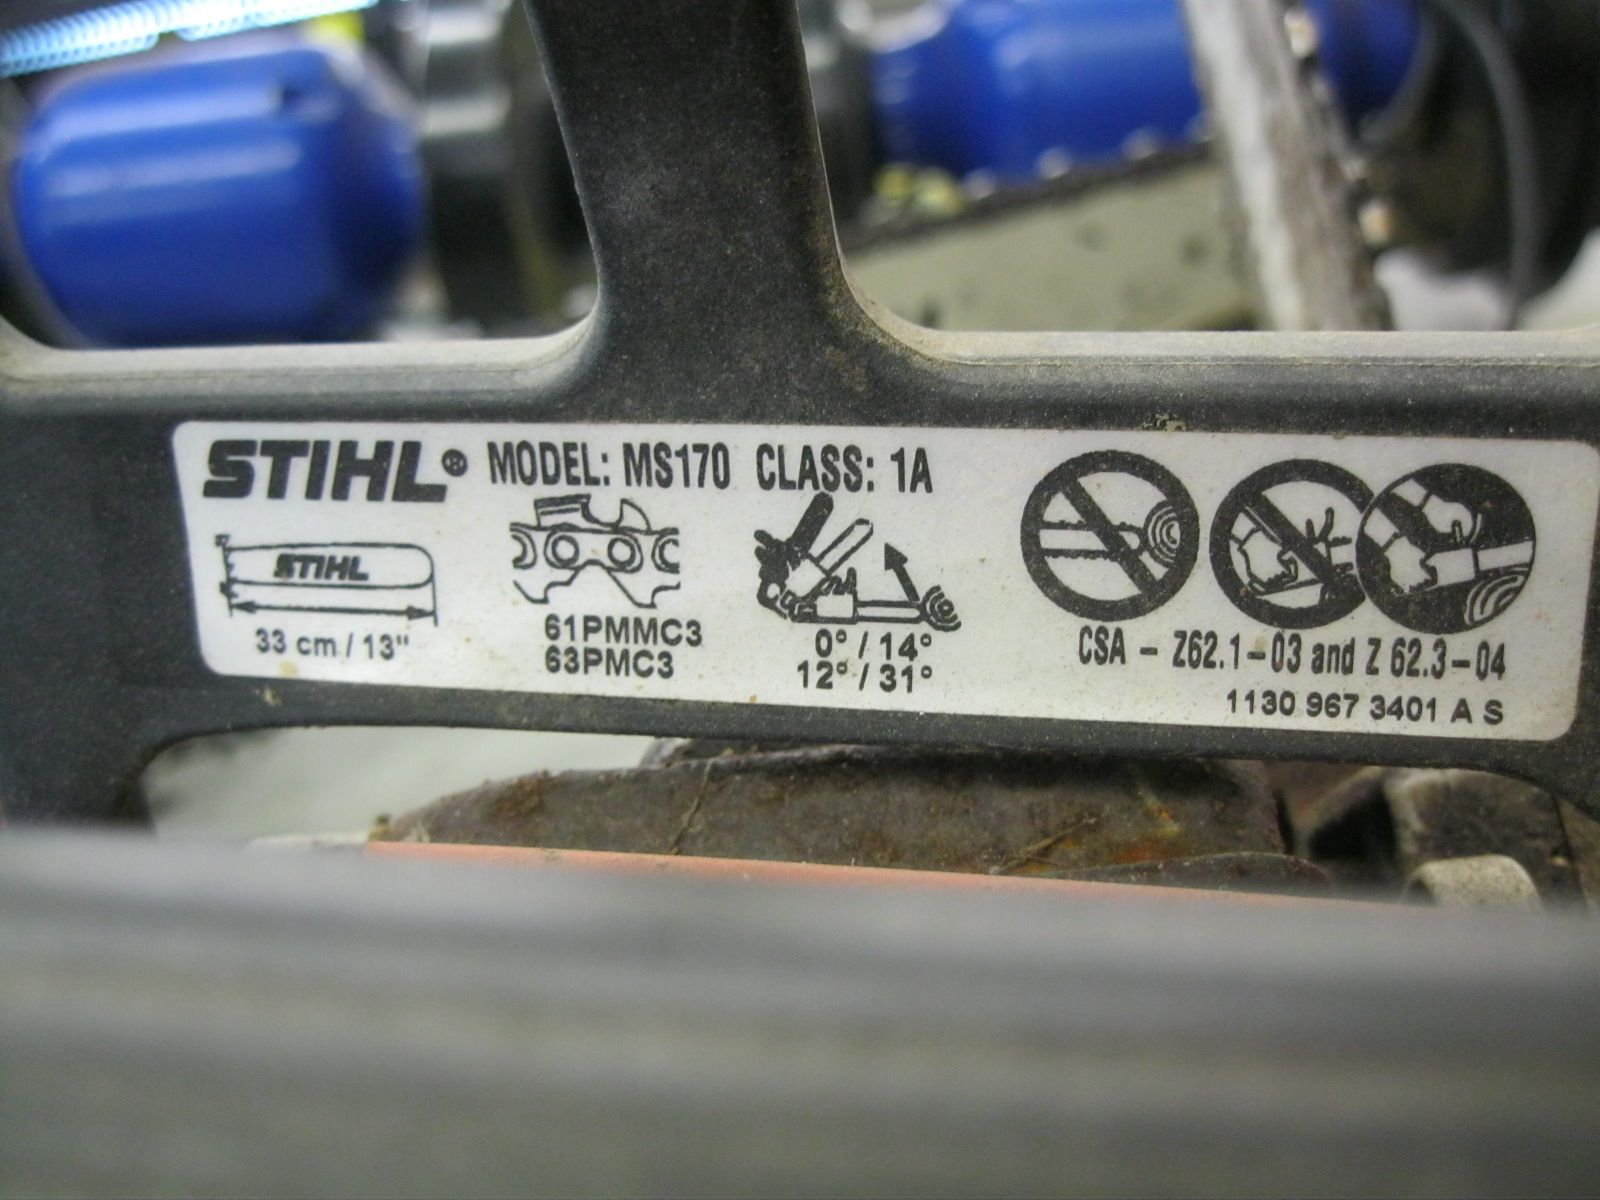 STIHL® MODEL: MS170 CLASS: 1A
STIHL
33 cm / 13"
61PMMC3
63PMC3
0° / 14°
12° / 31°
CSA – Z62.1–03 and Z 62.3–04
1130 967 3401 A S